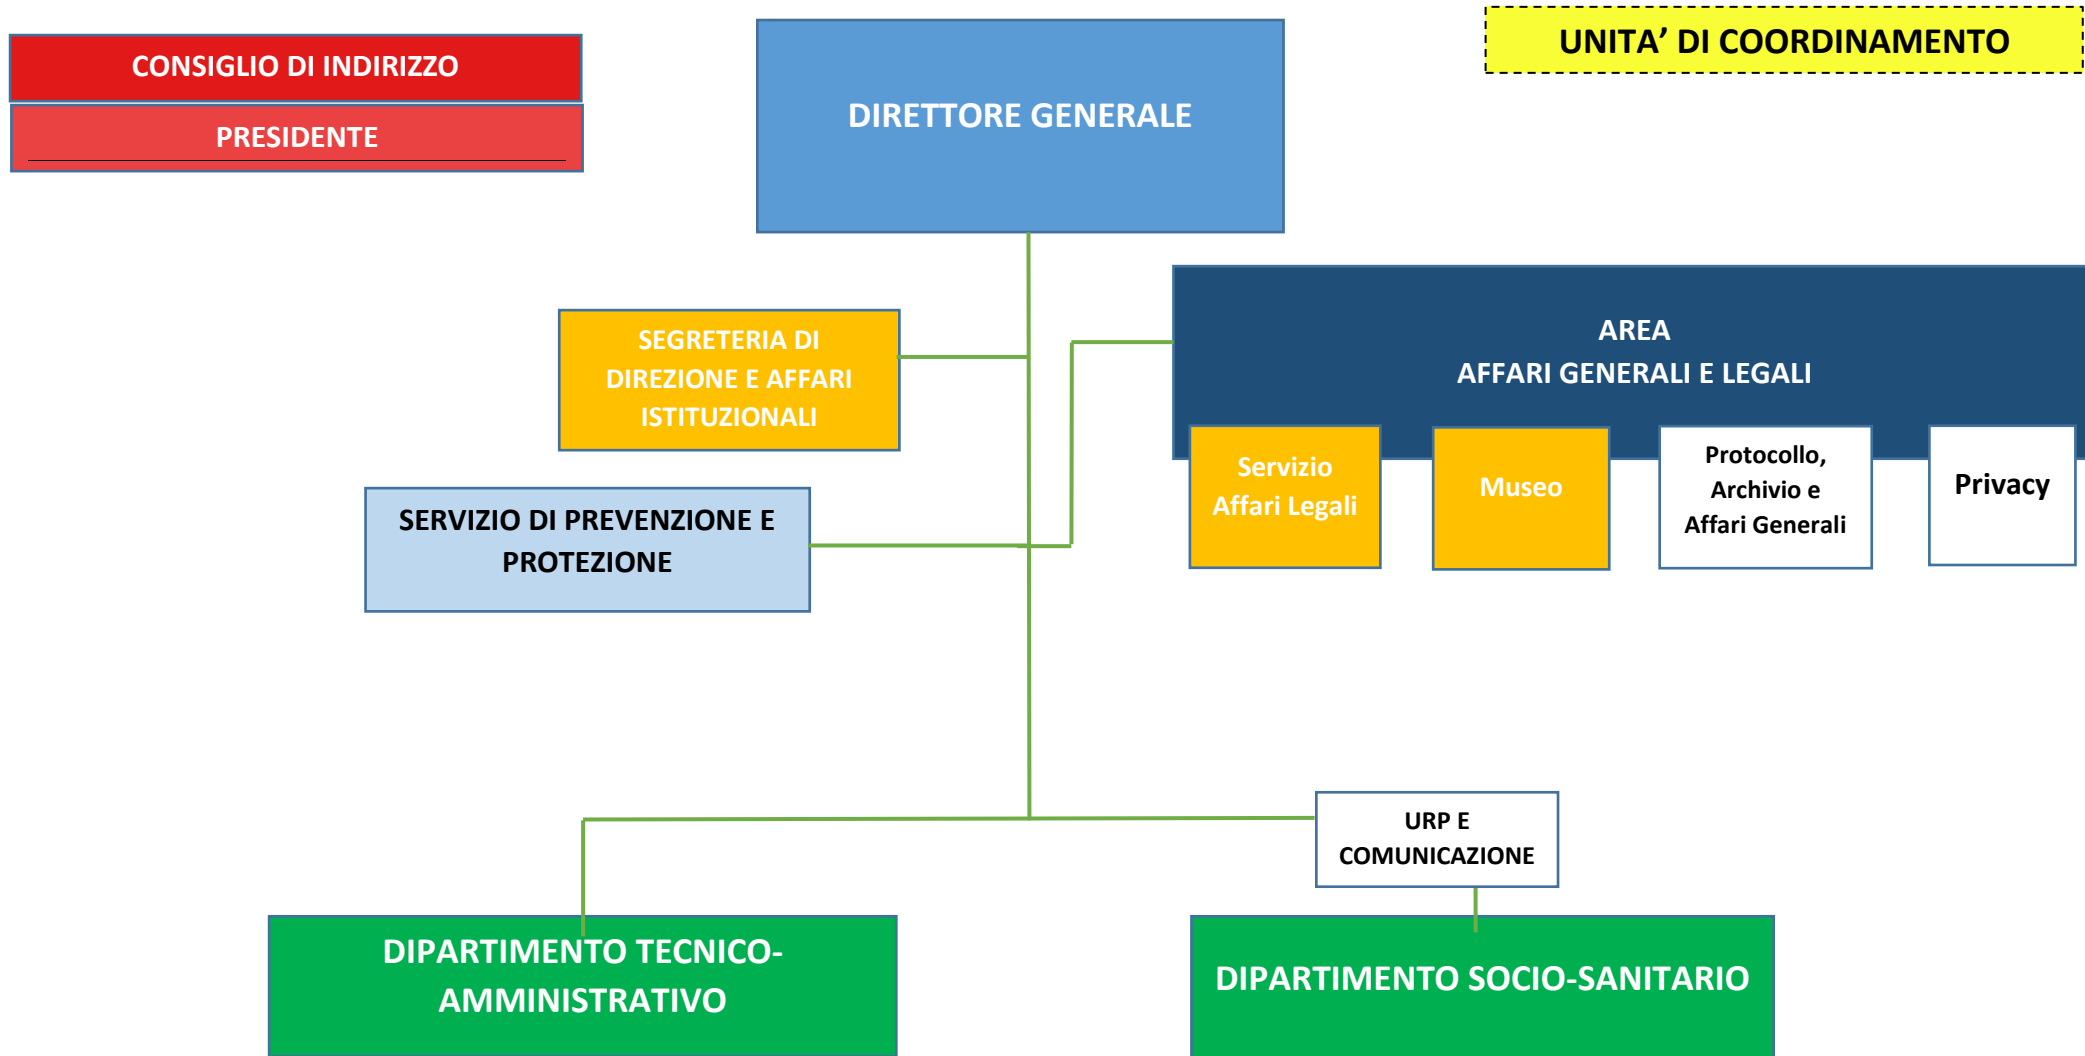 CONSIGLIO DI INDIRIZZO
PRESIDENTE
DIRETTORE GENERALE
UNITA’ DI COORDINAMENTO
SEGRETERIA DI
DIREZIONE E AFFARI
ISTITUZIONALI
AREA
AFFARI GENERALI E LEGALI
Servizio
Affari Legali
Museo
Protocollo,
Archivio e
Affari Generali
Privacy
SERVIZIO DI PREVENZIONE E
PROTEZIONE
URP E
COMUNICAZIONE
DIPARTIMENTO TECNICO-
AMMINISTRATIVO
DIPARTIMENTO SOCIO-SANITARIO